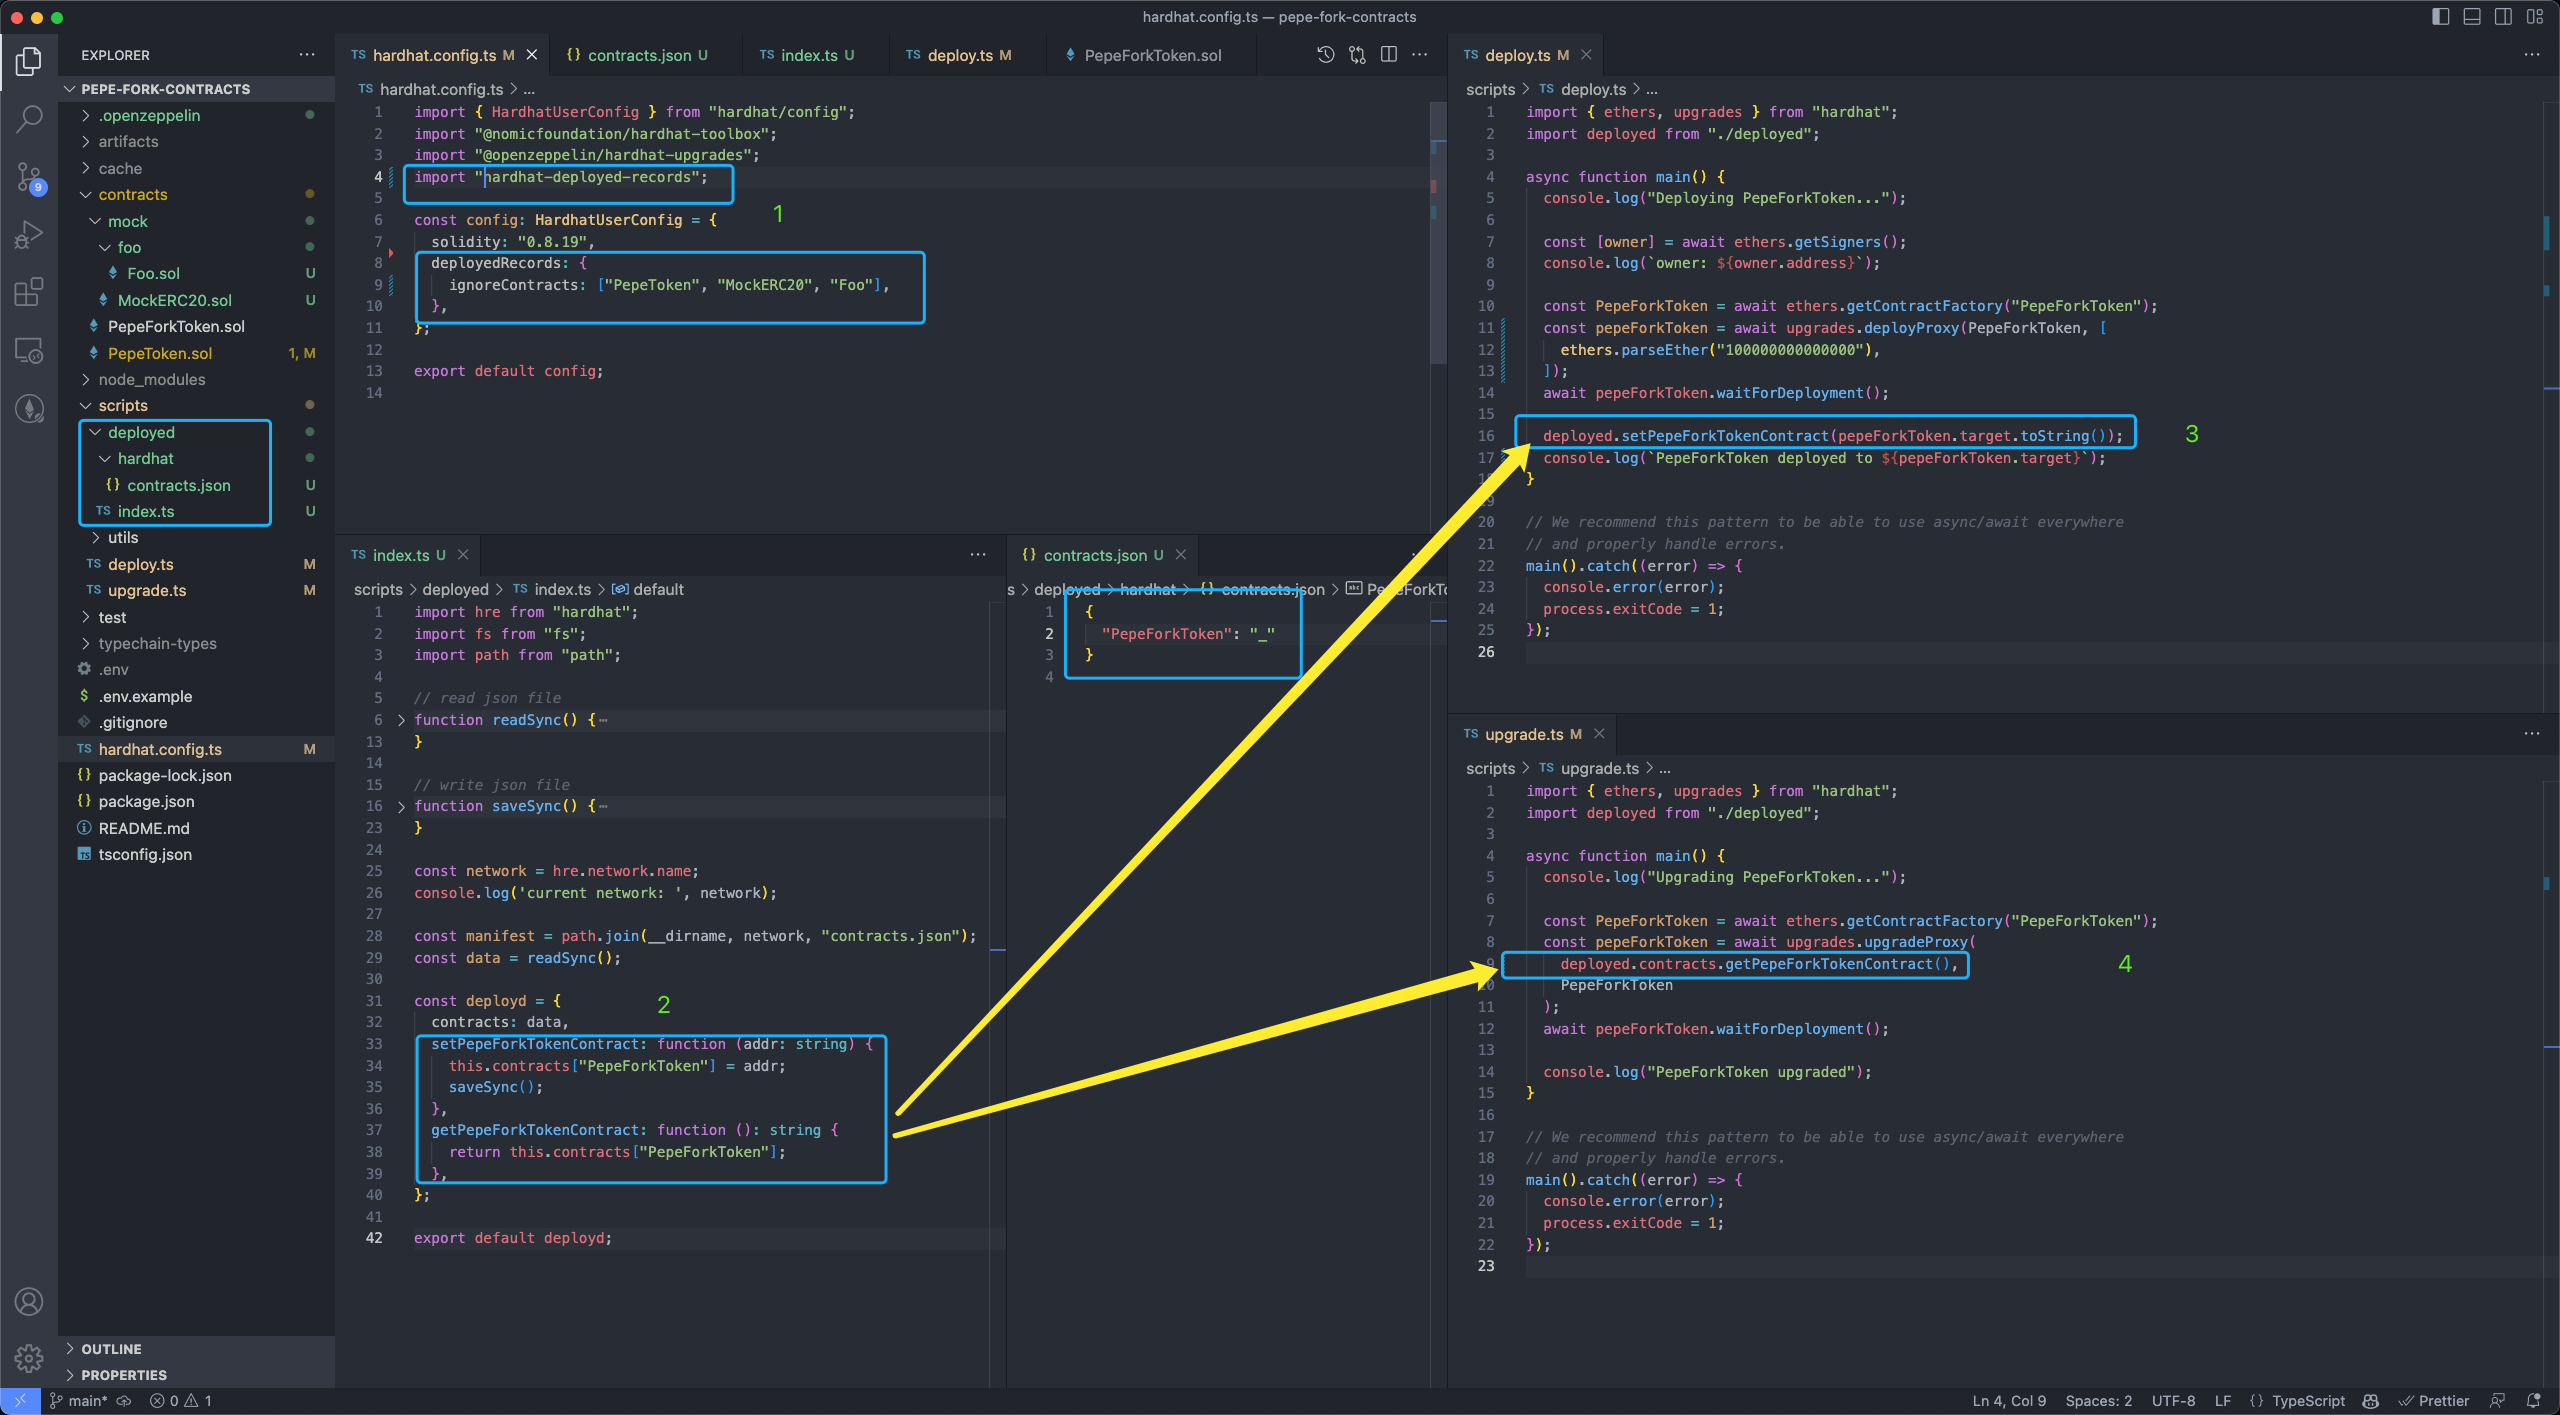 hardhat.config.ts — pepe-fork-contracts
EXPLORER
PEPE-FORK-CONTRACTS
.openzeppelin
artifacts
cache
contracts
mock
foo
Foo.sol U
MockERC20.sol U
PepeForkToken.sol
PepeToken.sol 1, M
node_modules
scripts
deployed
hardhat
{} contracts.json U
TS index.ts U
utils
TS deploy.ts M
TS upgrade.ts M
test
typechain-types
.env
$ .env.example
.gitignore
TS hardhat.config.ts M
{} package-lock.json
{} package.json
README.md
TS tsconfig.json
OUTLINE
PROPERTIES
9
TS hardhat.config.ts M
{} contracts.json U
TS index.ts U
TS deploy.ts M
PepeForkToken.sol
TS hardhat.config.ts > ...
1 import { HardhatUserConfig } from "hardhat/config";
2 import "@nomicfoundation/hardhat-toolbox";
3 import "@openzeppelin/hardhat-upgrades";
4 import "hardhat-deployed-records";
5
1
6 const config: HardhatUserConfig = {
7 solidity: "0.8.19",
8 deployedRecords: {
9 ignoreContracts: ["PepeToken", "MockERC20", "Foo"],
10 },
11 };
12
13 export default config;
14
TS index.ts U
scripts > deployed > TS index.ts > default
1 import hre from "hardhat";
2 import fs from "fs";
3 import path from "path";
4
5 // read json file
6 function readSync() {
13 }
14
15 // write json file
16 function saveSync() {
23 }
24
25 const network = hre.network.name;
26 console.log('current network: ', network);
27
28 const manifest = path.join(__dirname, network, "contracts.json");
29 const data = readSync();
30
31 const deployd = {
2
32 contracts: data,
33 setPepeForkTokenContract: function (addr: string) {
34 this.contracts["PepeForkToken"] = addr;
35 saveSync();
36 },
37 getPepeForkTokenContract: function (): string {
38 return this.contracts["PepeForkToken"];
39 },
40 };
41
42 export default deployd;
{} contracts.json U
s > deployed > hardhat > {} contracts.json > abc PepeForkTo
1 {
2 "PepeForkToken": "_"
3 }
4
TS deploy.ts M
scripts > TS deploy.ts > ...
1 import { ethers, upgrades } from "hardhat";
2 import deployed from "./deployed";
3
4 async function main() {
5 console.log("Deploying PepeForkToken...");
6
7 const [owner] = await ethers.getSigners();
8 console.log(`owner: ${owner.address}`);
9
10 const PepeForkToken = await ethers.getContractFactory("PepeForkToken");
11 const pepeForkToken = await upgrades.deployProxy(PepeForkToken, [
12 ethers.parseEther("100000000000000"),
13 ]);
14 await pepeForkToken.waitForDeployment();
15
16 deployed.setPepeForkTokenContract(pepeForkToken.target.toString());
3
17 console.log(`PepeForkToken deployed to ${pepeForkToken.target}`);
18 }
19
20 // We recommend this pattern to be able to use async/await everywhere
21 // and properly handle errors.
22 main().catch((error) => {
23 console.error(error);
24 process.exitCode = 1;
25 });
26
TS upgrade.ts M
scripts > TS upgrade.ts > ...
1 import { ethers, upgrades } from "hardhat";
2 import deployed from "./deployed";
3
4 async function main() {
5 console.log("Upgrading PepeForkToken...");
6
7 const PepeForkToken = await ethers.getContractFactory("PepeForkToken");
8 const pepeForkToken = await upgrades.upgradeProxy(
9 deployed.contracts.getPepeForkTokenContract(),
4
10 PepeForkToken
11 );
12 await pepeForkToken.waitForDeployment();
13
14 console.log("PepeForkToken upgraded");
15 }
16
17 // We recommend this pattern to be able to use async/await everywhere
18 // and properly handle errors.
19 main().catch((error) => {
20 console.error(error);
21 process.exitCode = 1;
22 });
23
main* 0 1
Ln 4, Col 9 Spaces: 2 UTF-8 LF {} TypeScript Prettier